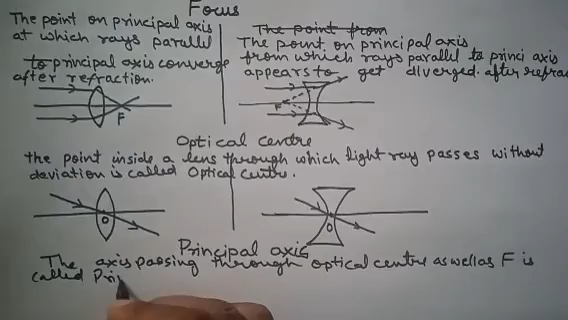 Focus
The point on principal axis
at which rays parallel
to principal axis converge
after refraction.
The point from
The point on principal axis
from which rays parallel to princi axis
appears to get diverged after refrac
F
F
Optical centre
the point inside a lens through which light ray passes without
deviation is called Optical Centre.
O
O
Principal axis
The axis passing through optical centre as well as F is
called Pri